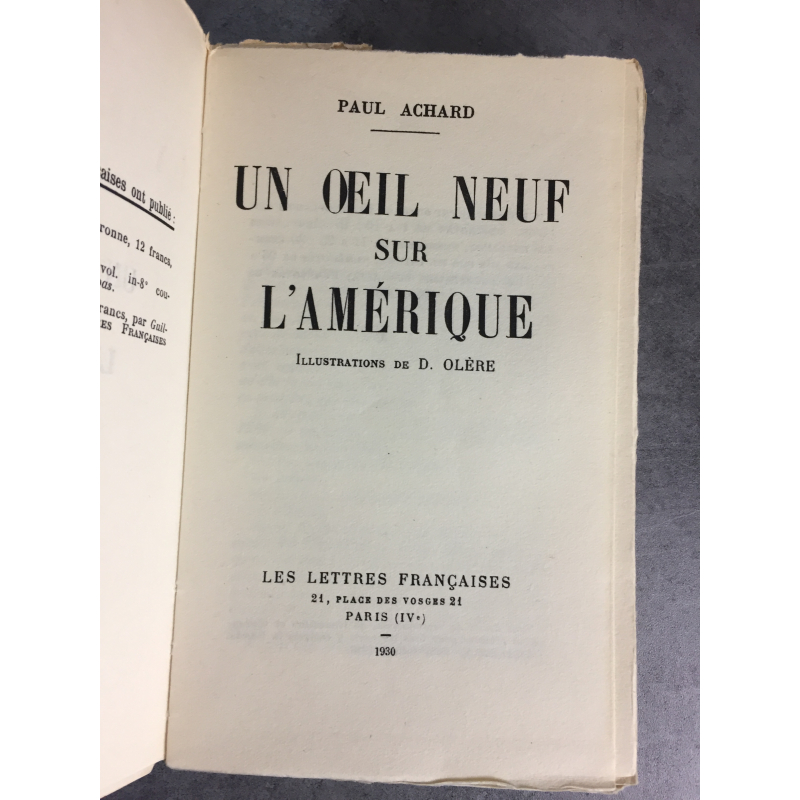 aises ont publié :
ronne, 12 francs,
vol. in-8° cou-
pas.
rancs, par Guil-
ES FRANÇAISES
PAUL ACHARD
UN ŒIL NEUF
SUR
L'AMÉRIQUE
ILLUSTRATIONS DE D. OLÈRE
LES LETTRES FRANÇAISES
21, PLACE DES VOSGES 21
PARIS (IVe)
1930